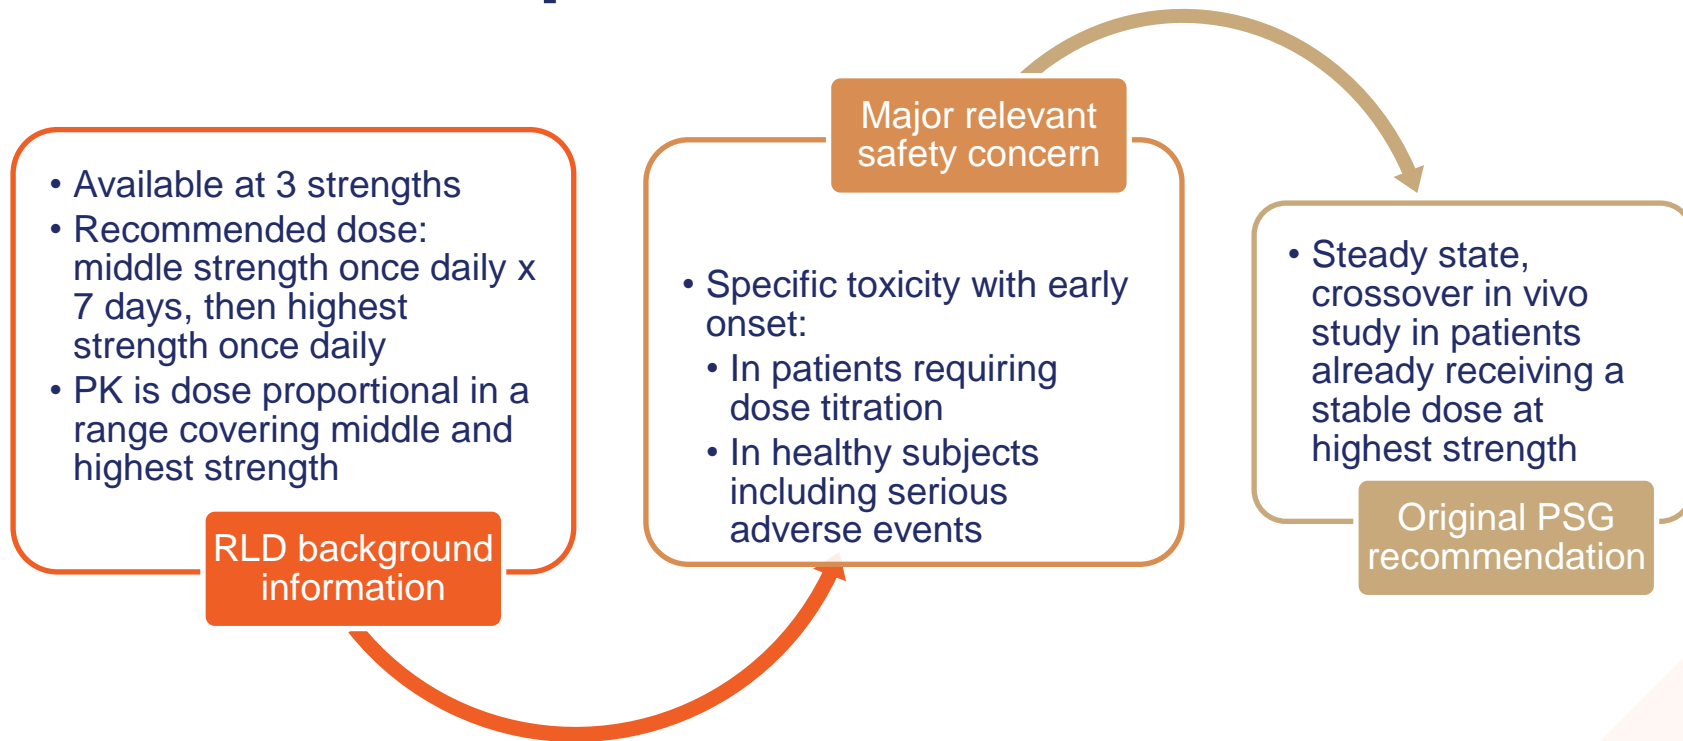 • Available at 3 strengths
• Recommended dose:
middle strength once daily x
7 days, then highest
strength once daily
• PK is dose proportional in a
range covering middle and
highest strength
RLD background
information
Major relevant
safety concern
• Specific toxicity with early
onset:
• In patients requiring
dose titration
• In healthy subjects
including serious
adverse events
• Steady state,
crossover in vivo
study in patients
already receiving a
stable dose at
highest strength
Original PSG
recommendation